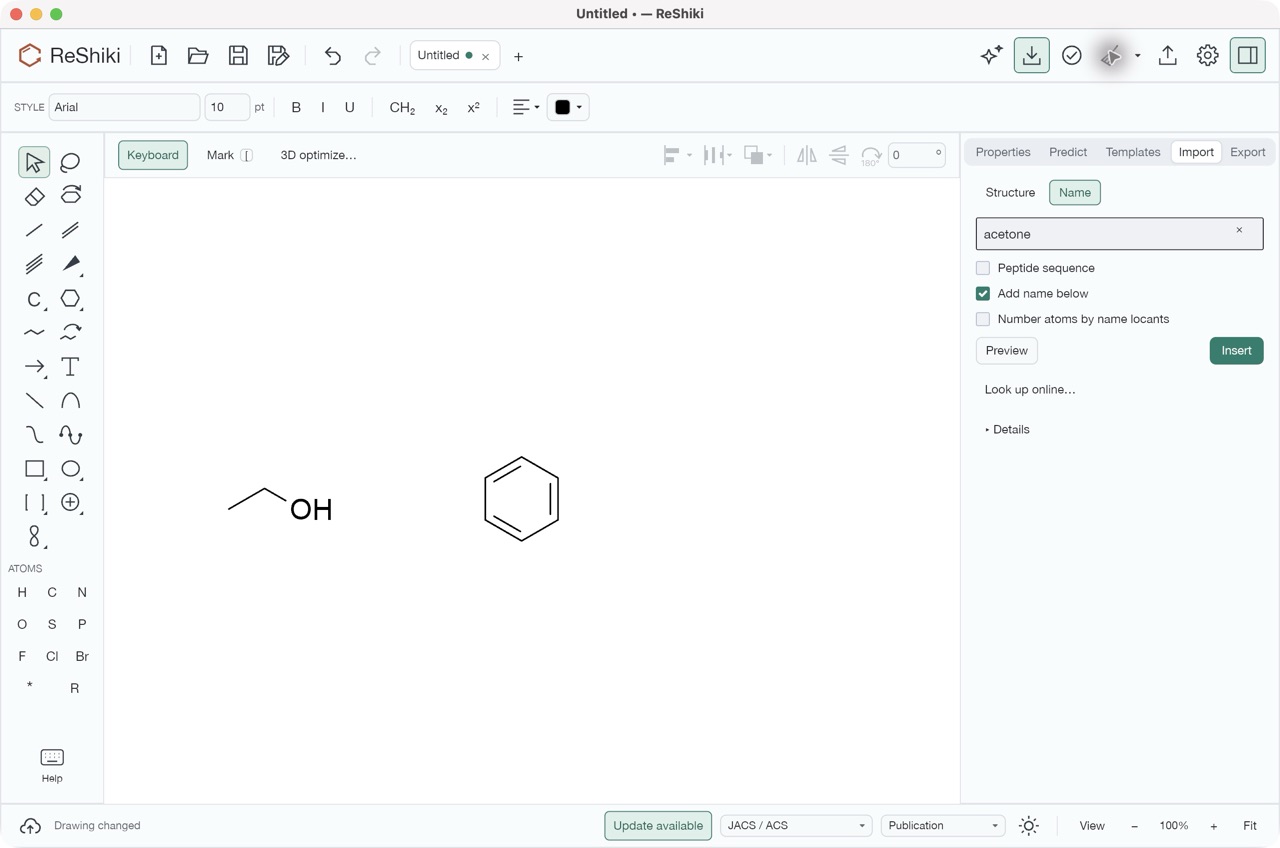 Untitled • — ReShiki
ReShiki
Untitled
STYLE Arial 10 pt B I U CH₂ x₂ x²
Keyboard Mark [ 3D optimize… 180° 0 °
Properties Predict Templates Import Export
Structure Name
acetone
Peptide sequence
Add name below
Number atoms by name locants
Preview Insert
Look up online…
Details
C
T
OH
ATOMS
H C N
O S P
F Cl Br
* R
Help
Drawing changed Update available JACS / ACS Publication View − 100% + Fit